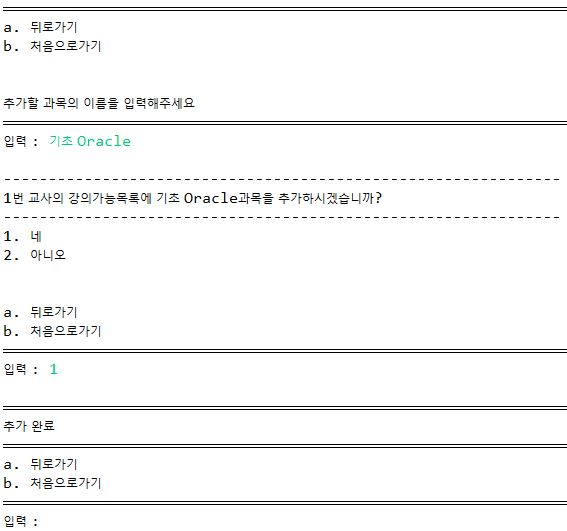 a. 뒤로가기
b. 처음으로가기
추가할 과목의 이름을 입력해주세요
입력 : 기초 Oracle
--------------------------------------------------------------
1번 교사의 강의가능목록에 기초 Oracle과목을 추가하시겠습니까?
--------------------------------------------------------------
1. 네
2. 아니오
a. 뒤로가기
b. 처음으로가기
입력 : 1
추가 완료
a. 뒤로가기
b. 처음으로가기
입력 :